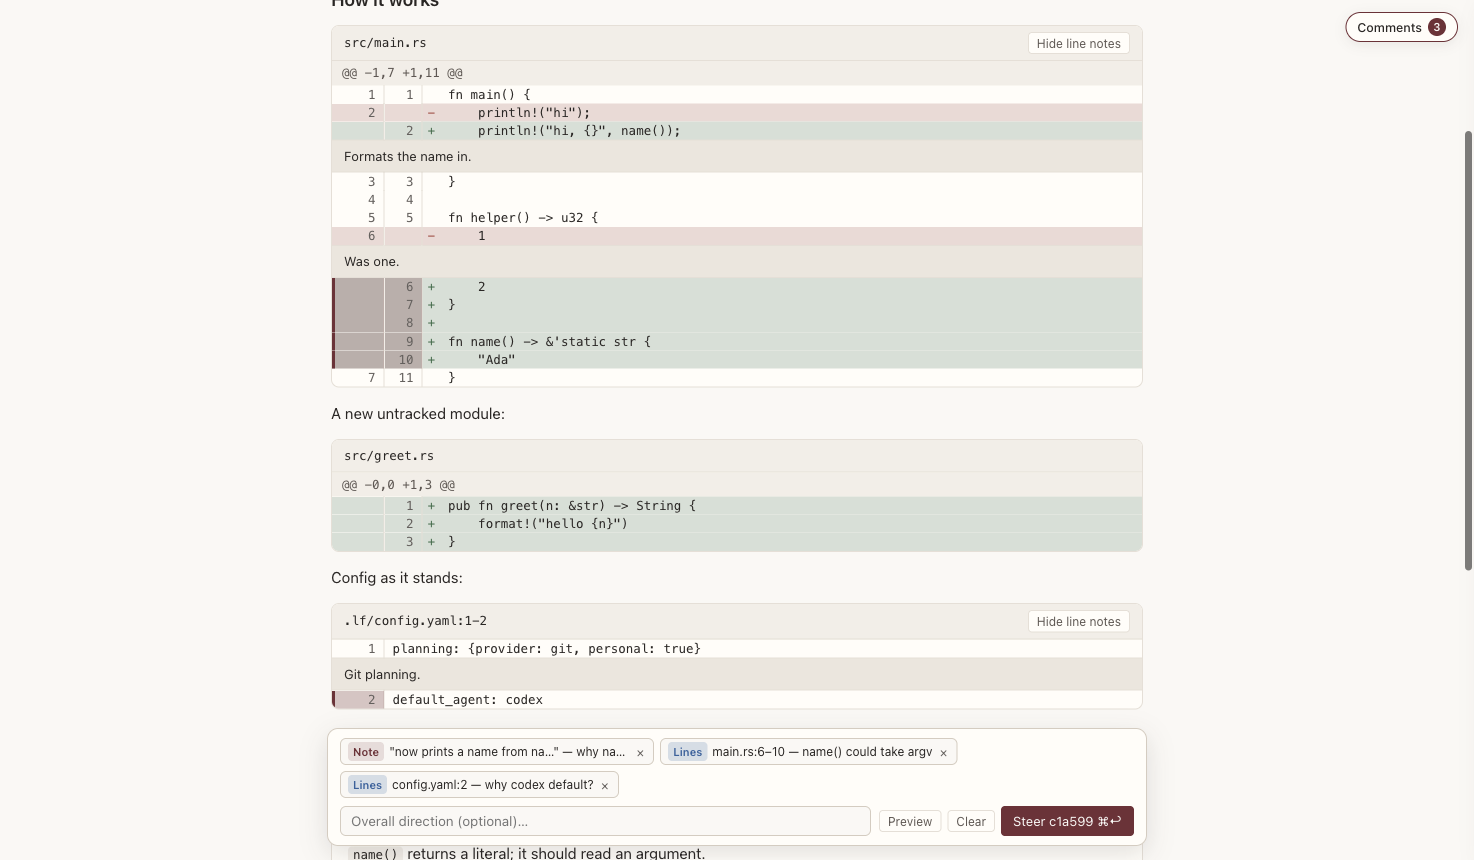 How it works
Comments 3
src/main.rs
Hide line notes
@@ −1,7 +1,11 @@
1 1 fn main() {
2 − println!("hi");
2 + println!("hi, {}", name());
Formats the name in.
3 3 }
4 4
5 5 fn helper() −> u32 {
6 − 1
Was one.
6 + 2
7 + }
8 +
9 + fn name() −> &'static str {
10 + "Ada"
7 11 }
A new untracked module:
src/greet.rs
@@ −0,0 +1,3 @@
1 + pub fn greet(n: &str) −> String {
2 + format!("hello {n}")
3 + }
Config as it stands:
.lf/config.yaml:1−2
Hide line notes
1 planning: {provider: git, personal: true}
Git planning.
2 default_agent: codex
Note "now prints a name from na…" — why na… ×
Lines main.rs:6–10 — name() could take argv ×
Lines config.yaml:2 — why codex default? ×
Overall direction (optional)…
Preview
Clear
Steer c1a599 ⌘↩
name() returns a literal; it should read an argument.